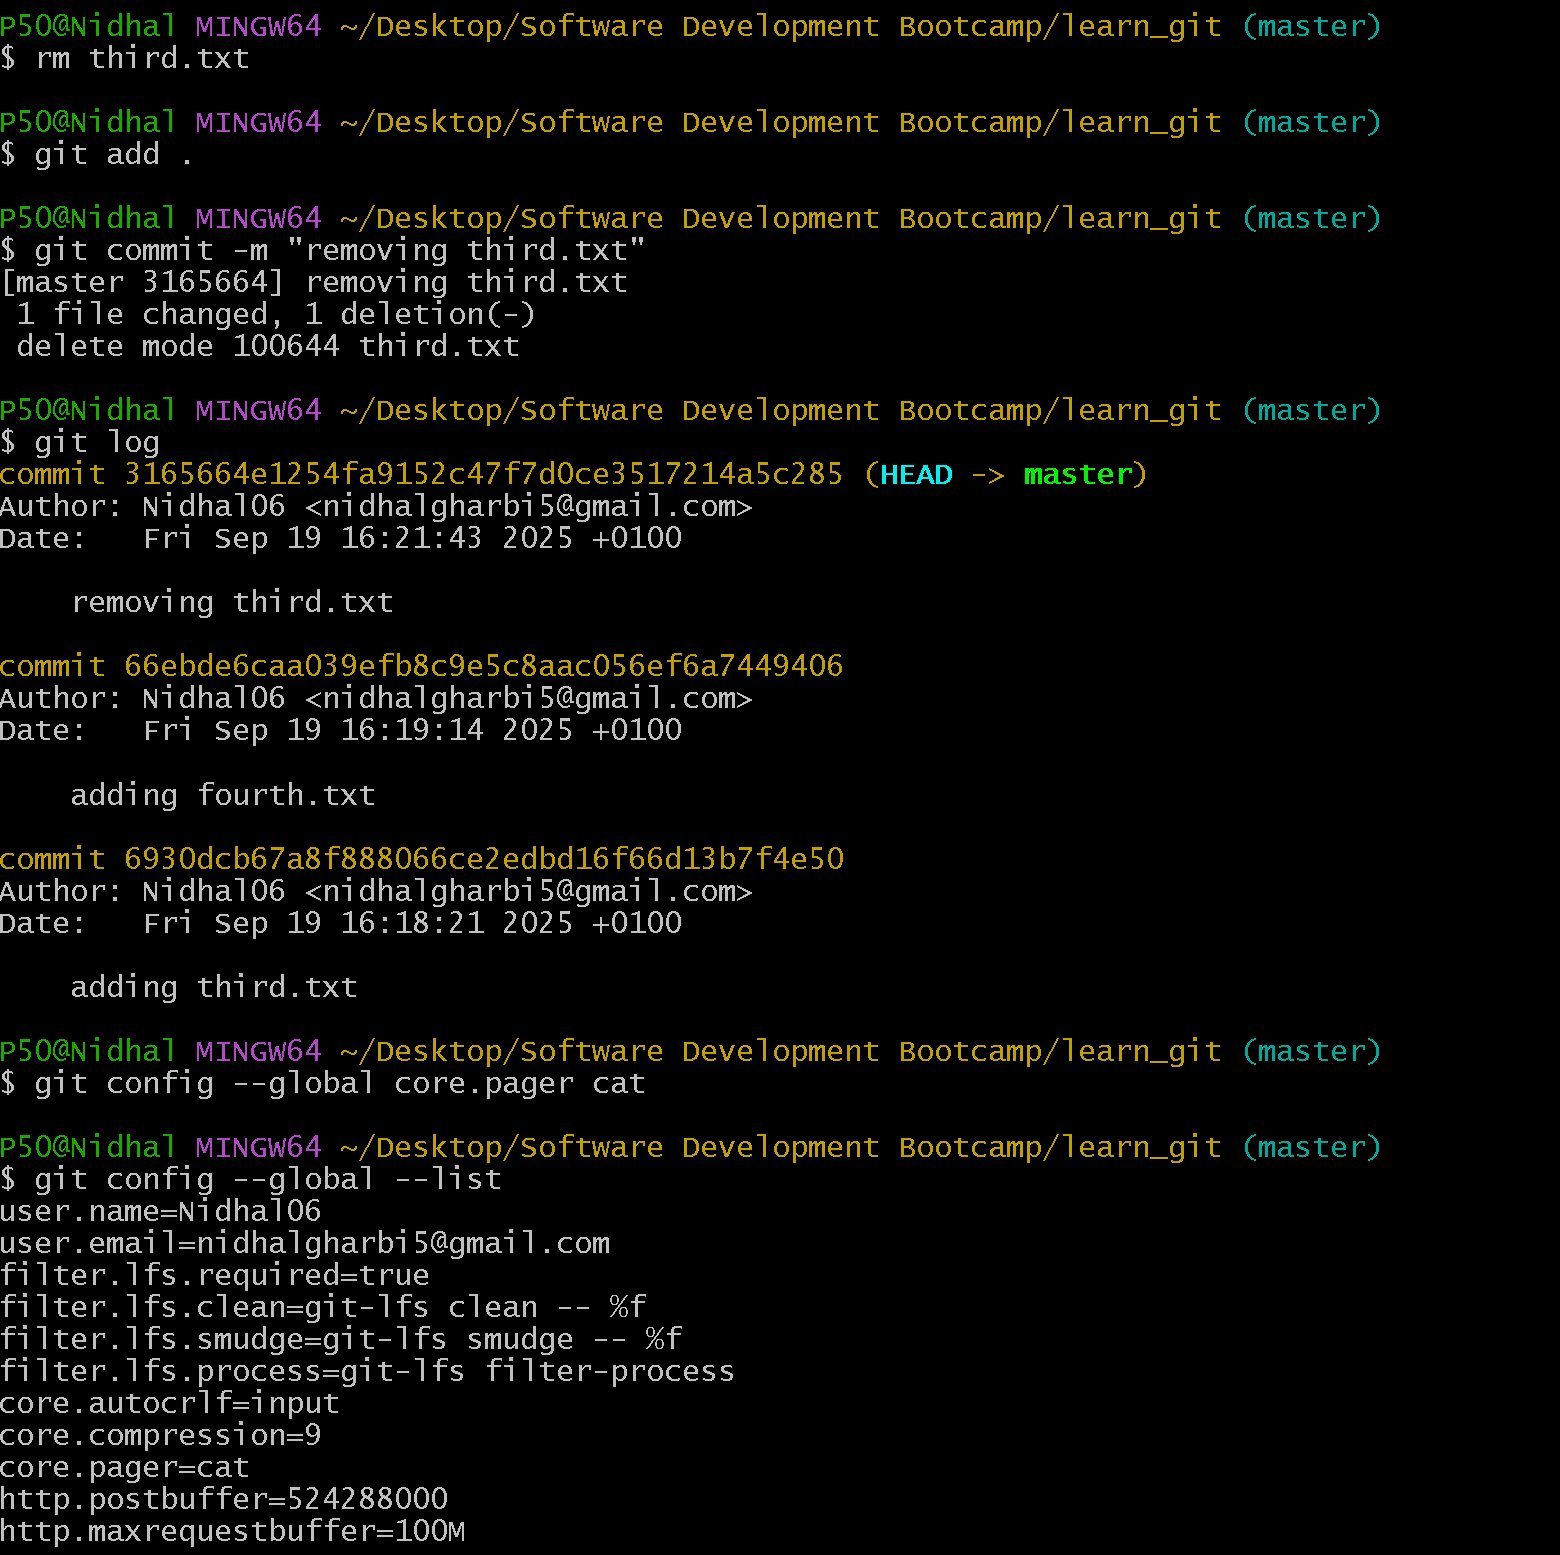 P50@Nidhal MINGW64 ~/Desktop/Software Development Bootcamp/learn_git (master)
$ rm third.txt
P50@Nidhal MINGW64 ~/Desktop/Software Development Bootcamp/learn_git (master)
$ git add .
P50@Nidhal MINGW64 ~/Desktop/Software Development Bootcamp/learn_git (master)
$ git commit -m "removing third.txt"
[master 3165664] removing third.txt
 1 file changed, 1 deletion(-)
 delete mode 100644 third.txt
P50@Nidhal MINGW64 ~/Desktop/Software Development Bootcamp/learn_git (master)
$ git log
commit 3165664e1254fa9152c47f7d0ce3517214a5c285 (HEAD -> master)
Author: Nidhal06 <nidhalgharbi5@gmail.com>
Date:   Fri Sep 19 16:21:43 2025 +0100
    removing third.txt
commit 66ebde6caa039efb8c9e5c8aac056ef6a7449406
Author: Nidhal06 <nidhalgharbi5@gmail.com>
Date:   Fri Sep 19 16:19:14 2025 +0100
    adding fourth.txt
commit 6930dcb67a8f888066ce2edbd16f66d13b7f4e50
Author: Nidhal06 <nidhalgharbi5@gmail.com>
Date:   Fri Sep 19 16:18:21 2025 +0100
    adding third.txt
P50@Nidhal MINGW64 ~/Desktop/Software Development Bootcamp/learn_git (master)
$ git config --global core.pager cat
P50@Nidhal MINGW64 ~/Desktop/Software Development Bootcamp/learn_git (master)
$ git config --global --list
user.name=Nidhal06
user.email=nidhalgharbi5@gmail.com
filter.lfs.required=true
filter.lfs.clean=git-lfs clean -- %f
filter.lfs.smudge=git-lfs smudge -- %f
filter.lfs.process=git-lfs filter-process
core.autocrlf=input
core.compression=9
core.pager=cat
http.postbuffer=524288000
http.maxrequestbuffer=100M